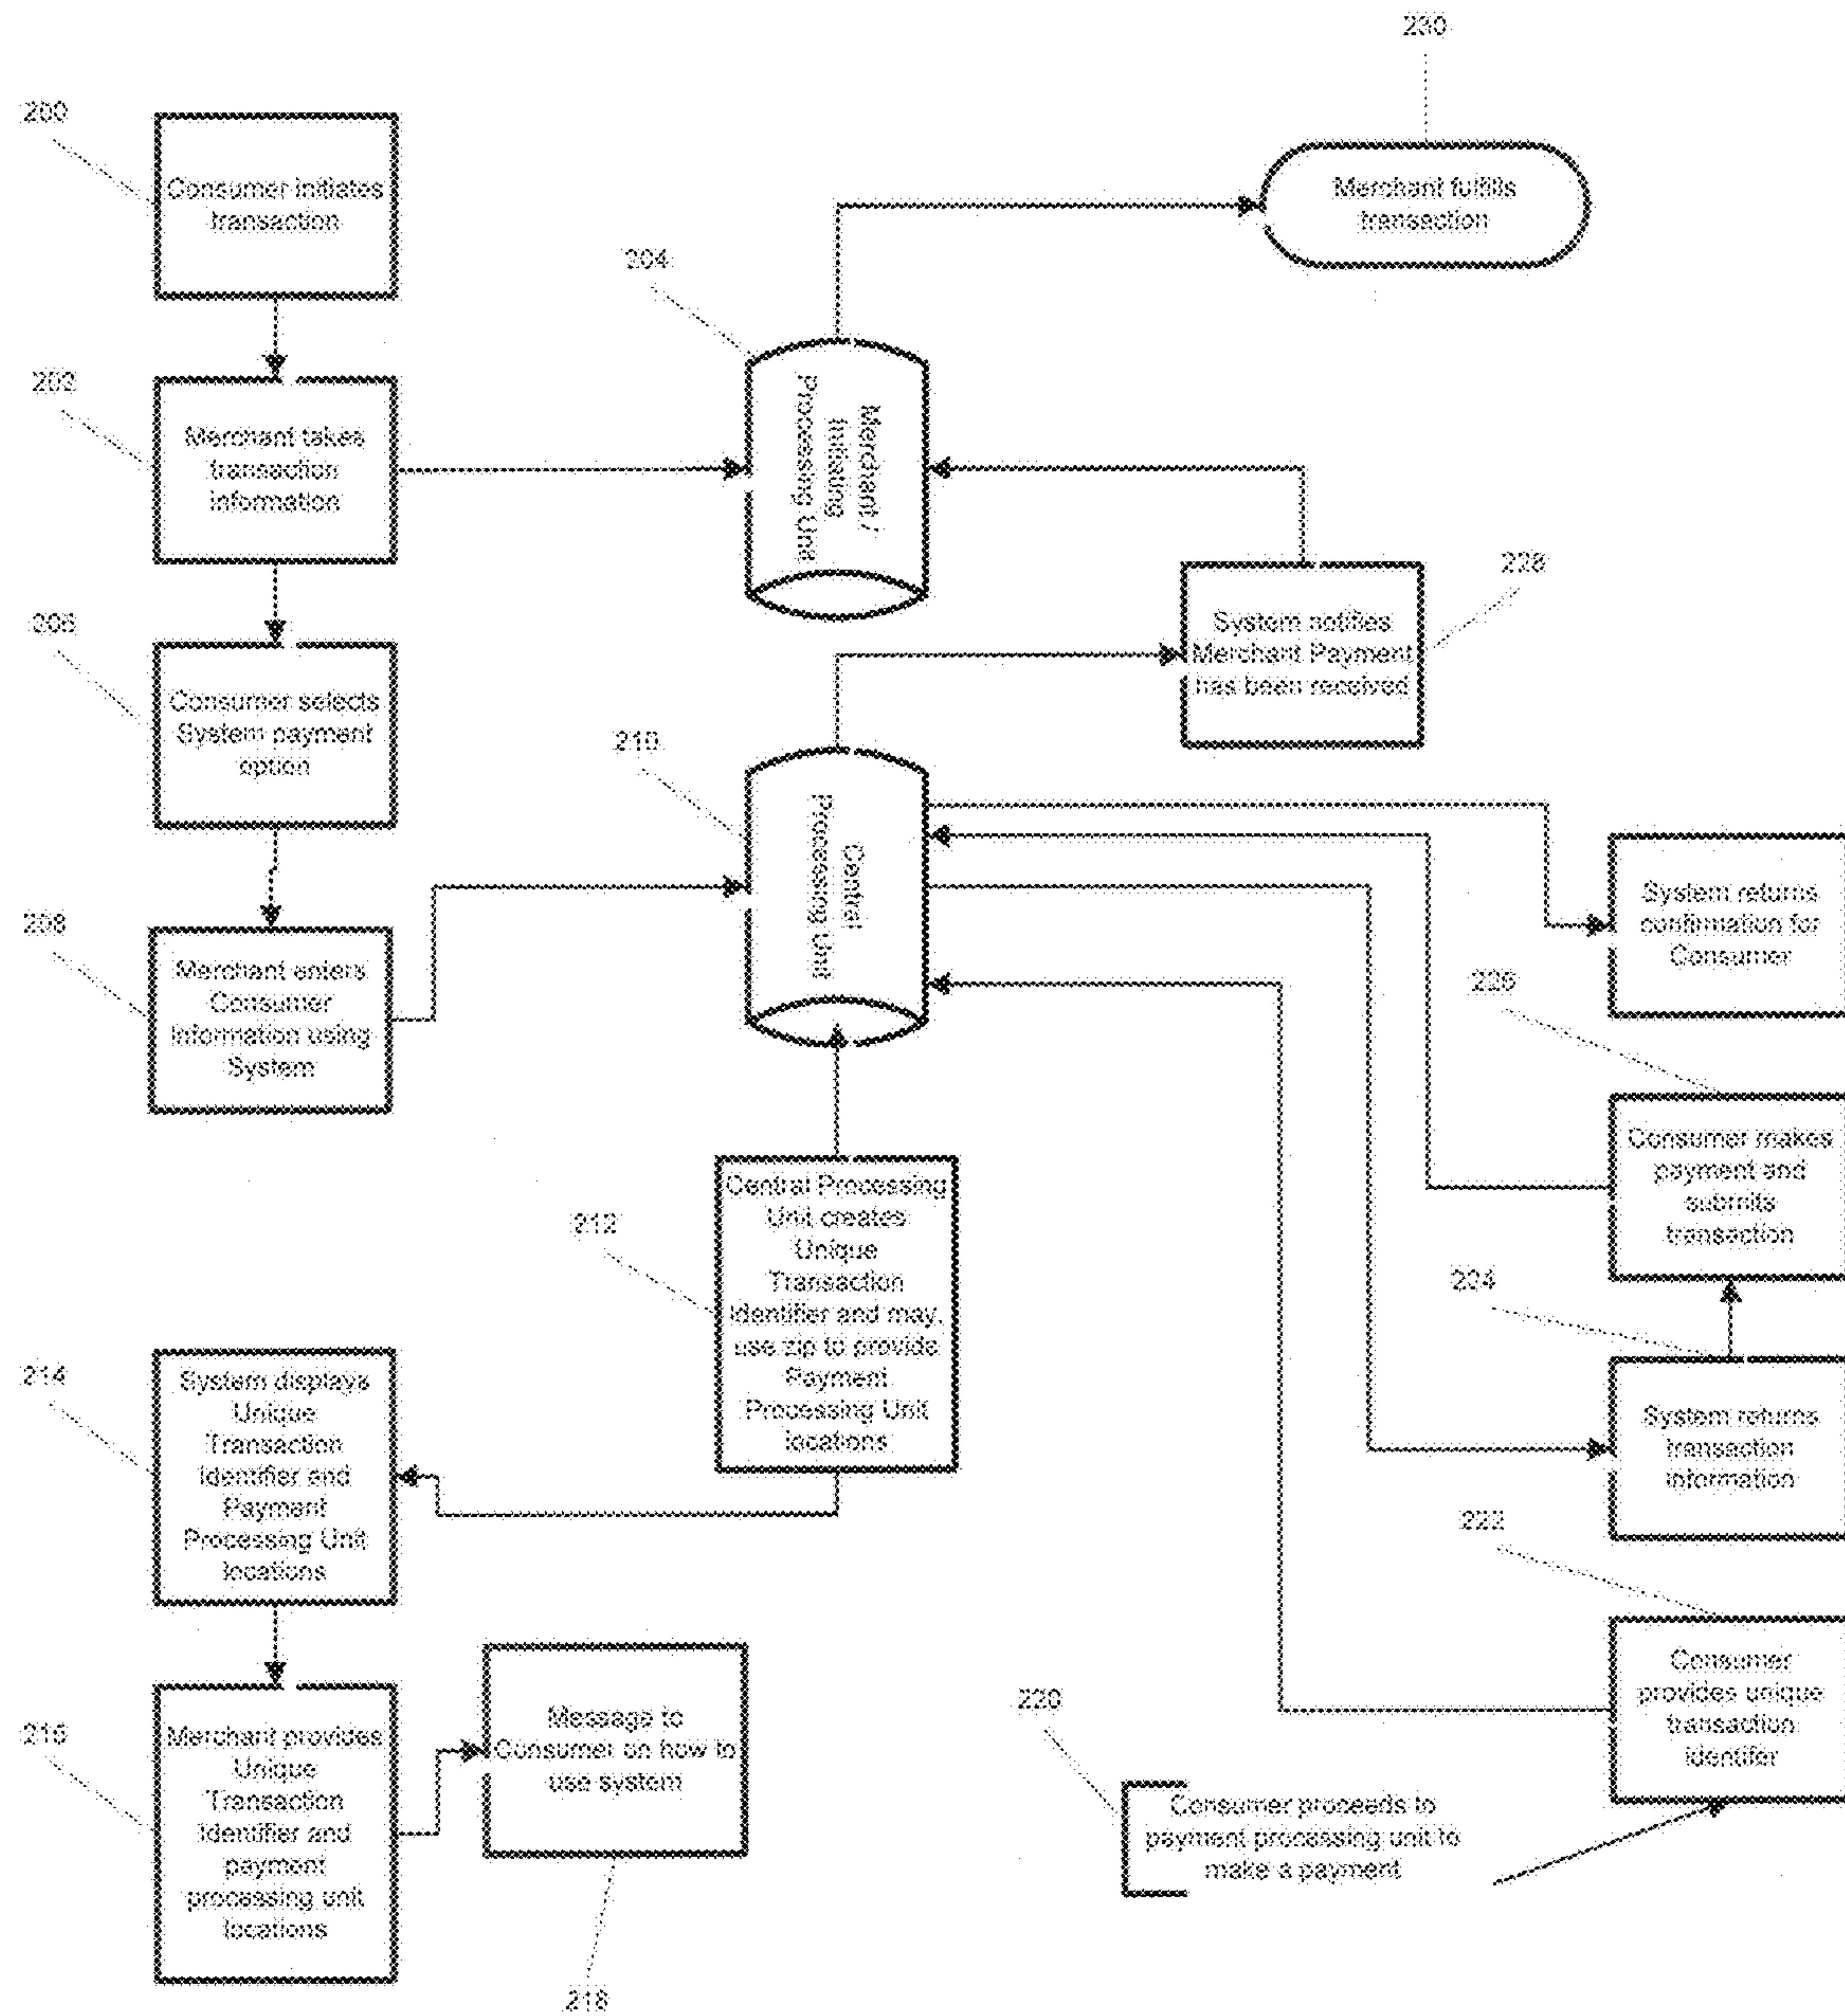 230
200
Consumer initiates
transaction
Merchant fulfills
transaction
204
202
Merchant takes
transaction
information
Merchant /
Initiating
Processing Unit
228
System notifies
Merchant Payment
has been received
206
Consumer selects
System payment
option
210
Central
Processing Unit
System returns
confirmation for
Consumer
208
Merchant enters
Consumer
Information using
System
226
Consumer makes
payment and
submits
transaction
212
Central Processing
Unit creates
Unique
Transaction
Identifier and may,
use zip to provide
Payment
Processing Unit
locations
224
System returns
transaction
information
214
System displays
Unique
Transaction
Identifier and
Payment
Processing Unit
locations
222
Consumer
provides unique
transaction
identifer
216
Merchant provides
Unique
Transaction
Identifier and
payment
processing unit
locations
Message to
Consumer on how to
use system
218
220
Consumer proceeds to
payment processing unit to
make a payment